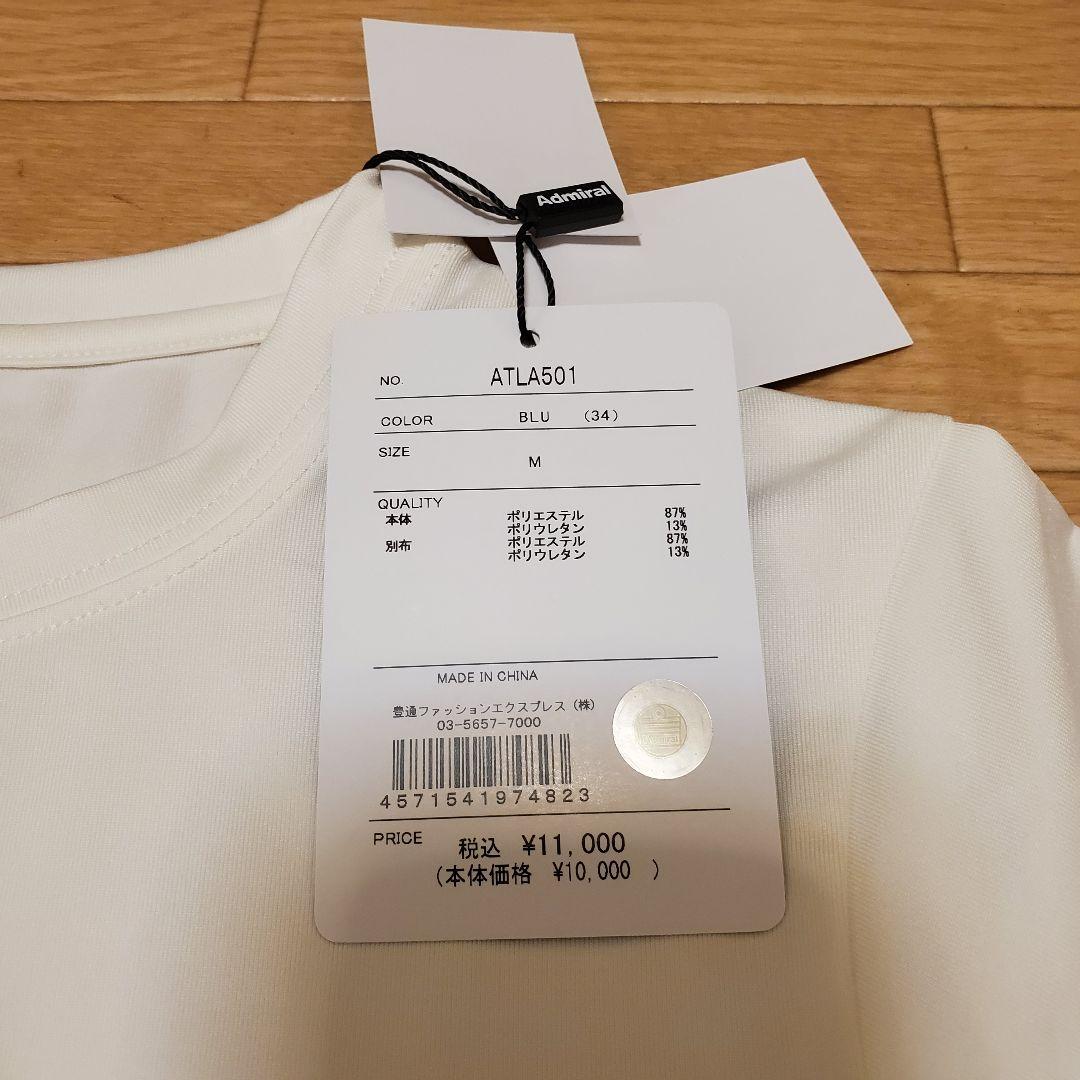 Admiral
NO. ATLA501
COLOR BLU (34)
SIZE M
QUALITY
本体 ポリエステル 87%
ポリウレタン 13%
別布 ポリエステル 87%
ポリウレタン 13%
MADE IN CHINA
豊通ファッションエクスプレス(株)
03-5657-7000
4571541974823
Admiral
PRICE 税込 ¥11,000
(本体価格 ¥10,000 )